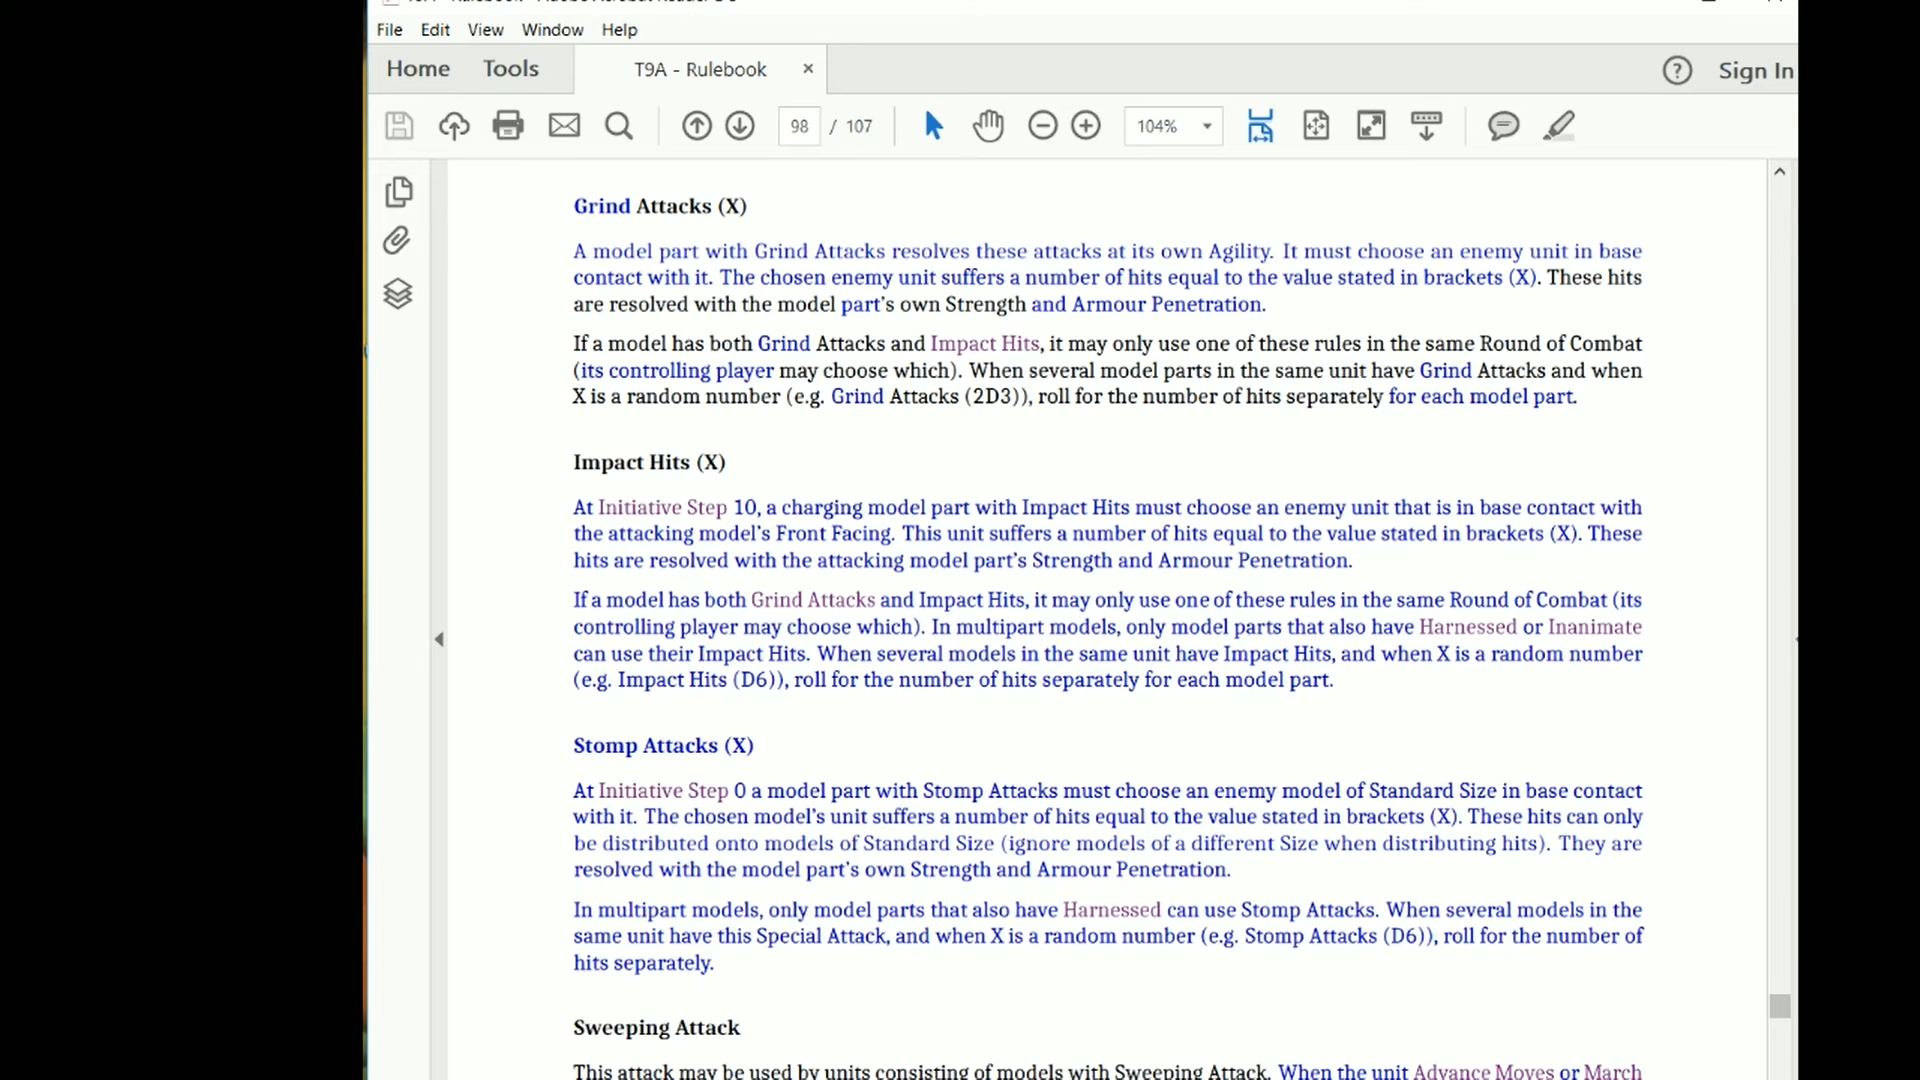 File Edit View Window Help
Home Tools T9A - Rulebook × ? Sign In
98 / 107 104%
Grind Attacks (X)
A model part with Grind Attacks resolves these attacks at its own Agility. It must choose an enemy unit in base
contact with it. The chosen enemy unit suffers a number of hits equal to the value stated in brackets (X). These hits
are resolved with the model part's own Strength and Armour Penetration.
If a model has both Grind Attacks and Impact Hits, it may only use one of these rules in the same Round of Combat
(its controlling player may choose which). When several model parts in the same unit have Grind Attacks and when
X is a random number (e.g. Grind Attacks (2D3)), roll for the number of hits separately for each model part.
Impact Hits (X)
At Initiative Step 10, a charging model part with Impact Hits must choose an enemy unit that is in base contact with
the attacking model's Front Facing. This unit suffers a number of hits equal to the value stated in brackets (X). These
hits are resolved with the attacking model part's Strength and Armour Penetration.
If a model has both Grind Attacks and Impact Hits, it may only use one of these rules in the same Round of Combat (its
controlling player may choose which). In multipart models, only model parts that also have Harnessed or Inanimate
can use their Impact Hits. When several models in the same unit have Impact Hits, and when X is a random number
(e.g. Impact Hits (D6)), roll for the number of hits separately for each model part.
Stomp Attacks (X)
At Initiative Step 0 a model part with Stomp Attacks must choose an enemy model of Standard Size in base contact
with it. The chosen model's unit suffers a number of hits equal to the value stated in brackets (X). These hits can only
be distributed onto models of Standard Size (ignore models of a different Size when distributing hits). They are
resolved with the model part's own Strength and Armour Penetration.
In multipart models, only model parts that also have Harnessed can use Stomp Attacks. When several models in the
same unit have this Special Attack, and when X is a random number (e.g. Stomp Attacks (D6)), roll for the number of
hits separately.
Sweeping Attack
This attack may be used by units consisting of models with Sweeping Attack. When the unit Advance Moves or March